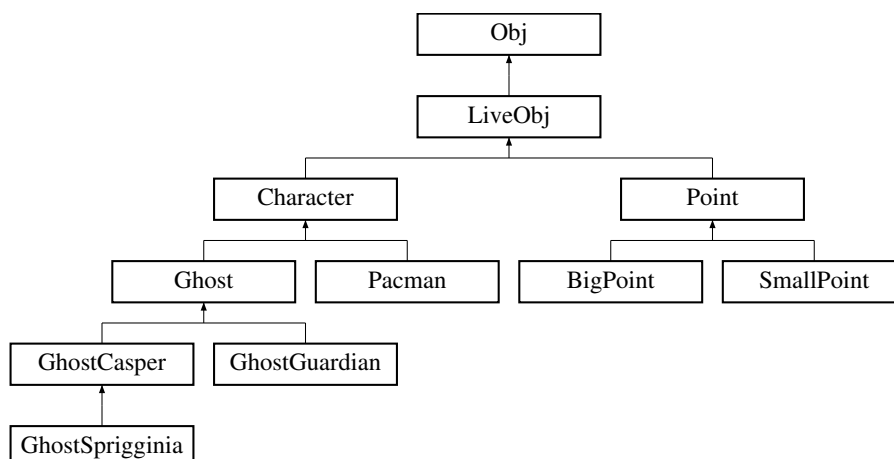 Obj
LiveObj
Character
Point
Ghost
Pacman
BigPoint
SmallPoint
GhostCasper
GhostGuardian
GhostSprigginia